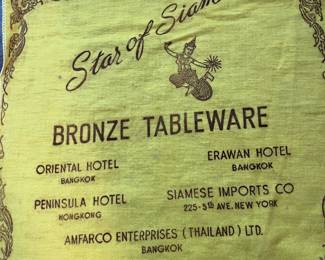 Star of Siam
BRONZE TABLEWARE
ORIENTAL HOTEL
BANGKOK
ERAWAN HOTEL
BANGKOK
PENINSULA HOTEL
HONGKONG
SIAMESE IMPORTS CO
225-5th AVE. NEW YORK
AMFARCO ENTERPRISES (THAILAND) LTD.
BANGKOK